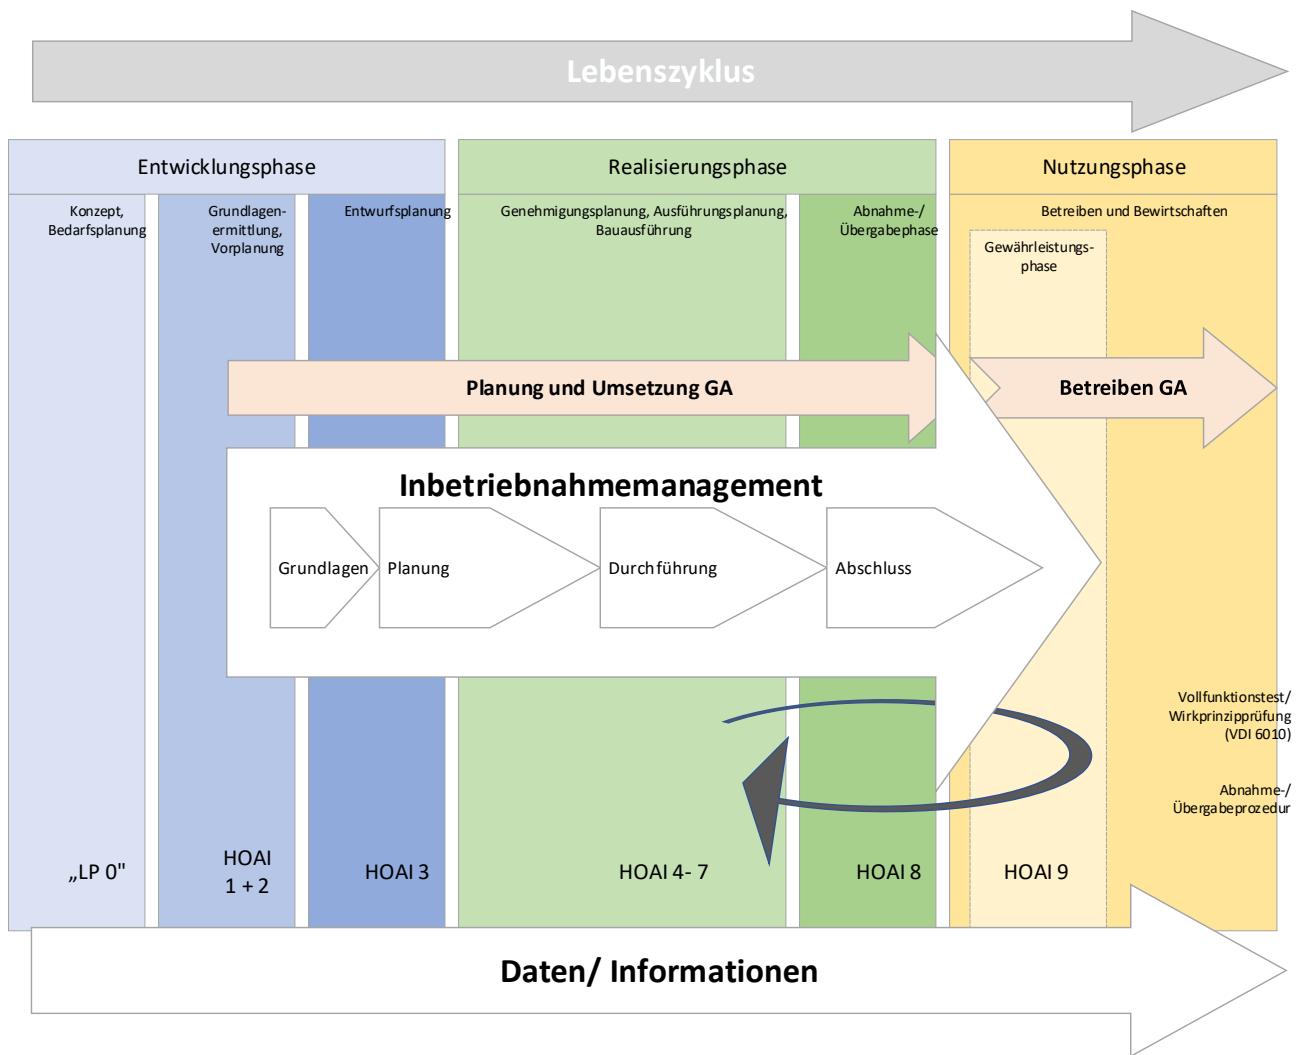 Lebenszyklus
Entwicklungsphase
Realisierungsphase
Nutzungsphase
Konzept,
Bedarfsplanung
Grundlagen-
ermittlung,
Vorplanung
Entwurfsplanung
Genehmigungsplanung, Ausführungsplanung,
Bauausführung
Abnahme-/
Übergabephase
Betreiben und Bewirtschaften
Gewährleistungs-
phase
Planung und Umsetzung GA
Betreiben GA
Inbetriebnahmemanagement
Grundlagen
Planung
Durchführung
Abschluss
Vollfunktionstest/
Wirkprinzipprüfung
(VDI 6010)
Abnahme-/
Übergabeprozedur
„LP 0"
HOAI
1 + 2
HOAI 3
HOAI 4- 7
HOAI 8
HOAI 9
Daten/ Informationen